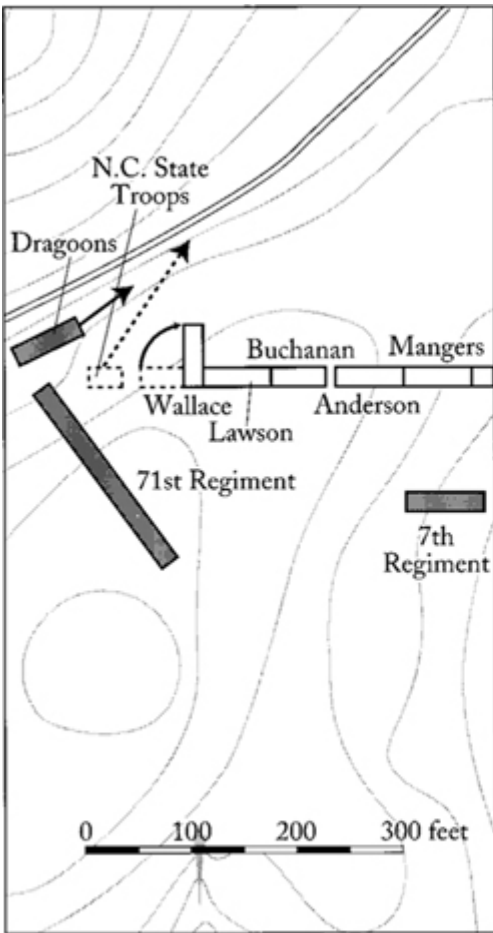 N.C. State
Troops
Dragoons
Buchanan
Mangers
Wallace
Anderson
Lawson
71st Regiment
7th
Regiment
0 100 200 300 feet